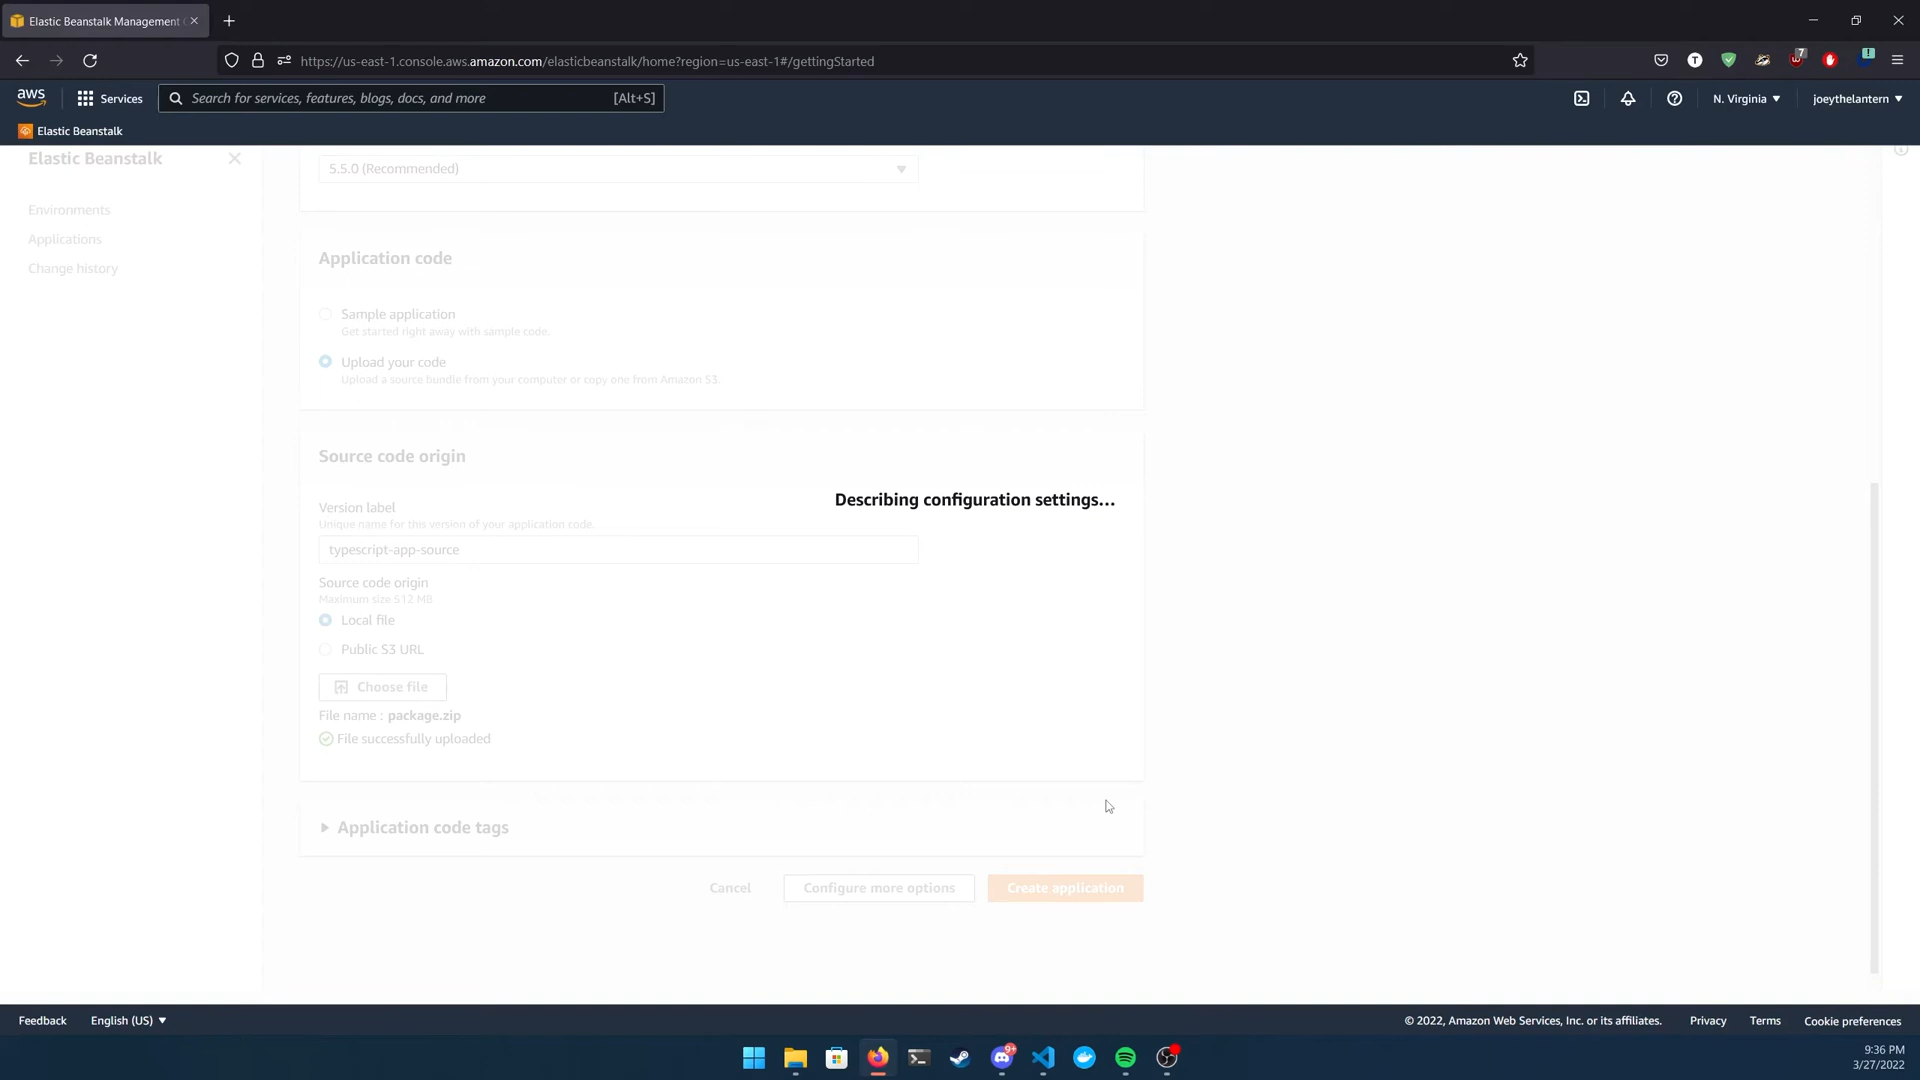 Elastic Beanstalk Management C
https://us-east-1.console.aws.amazon.com/elasticbeanstalk/home?region=us-east-1#/gettingStarted
7
!
aws
Services
Search for services, features, blogs, docs, and more
[Alt+S]
N. Virginia
joeythelantern
Elastic Beanstalk
Elastic Beanstalk
Environments
Applications
Change history
5.5.0 (Recommended)
Application code
Sample application
Get started right away with sample code.
Upload your code
Upload a source bundle from your computer or copy one from Amazon S3.
Source code origin
Describing configuration settings...
Version label
Unique name for this version of your application code.
typescript-app-source
Source code origin
Maximum size 512 MB
Local file
Public S3 URL
Choose file
File name : package.zip
File successfully uploaded
Application code tags
Cancel
Configure more options
Create application
Feedback
English (US)
© 2022, Amazon Web Services, Inc. or its affiliates.
Privacy
Terms
Cookie preferences
9+
9:36 PM
3/27/2022